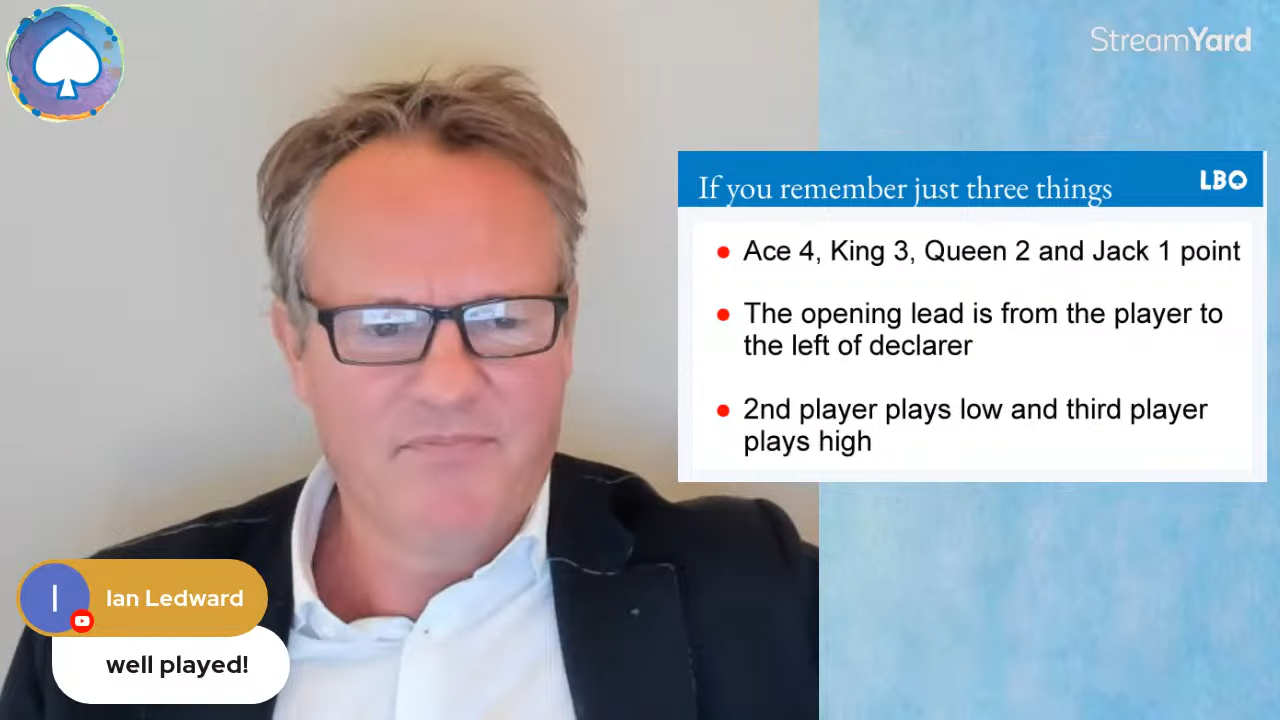 StreamYard
If you remember just three things
LBO
Ace 4, King 3, Queen 2 and Jack 1 point
The opening lead is from the player to
the left of declarer
2nd player plays low and third player
plays high
I
Ian Ledward
well played!